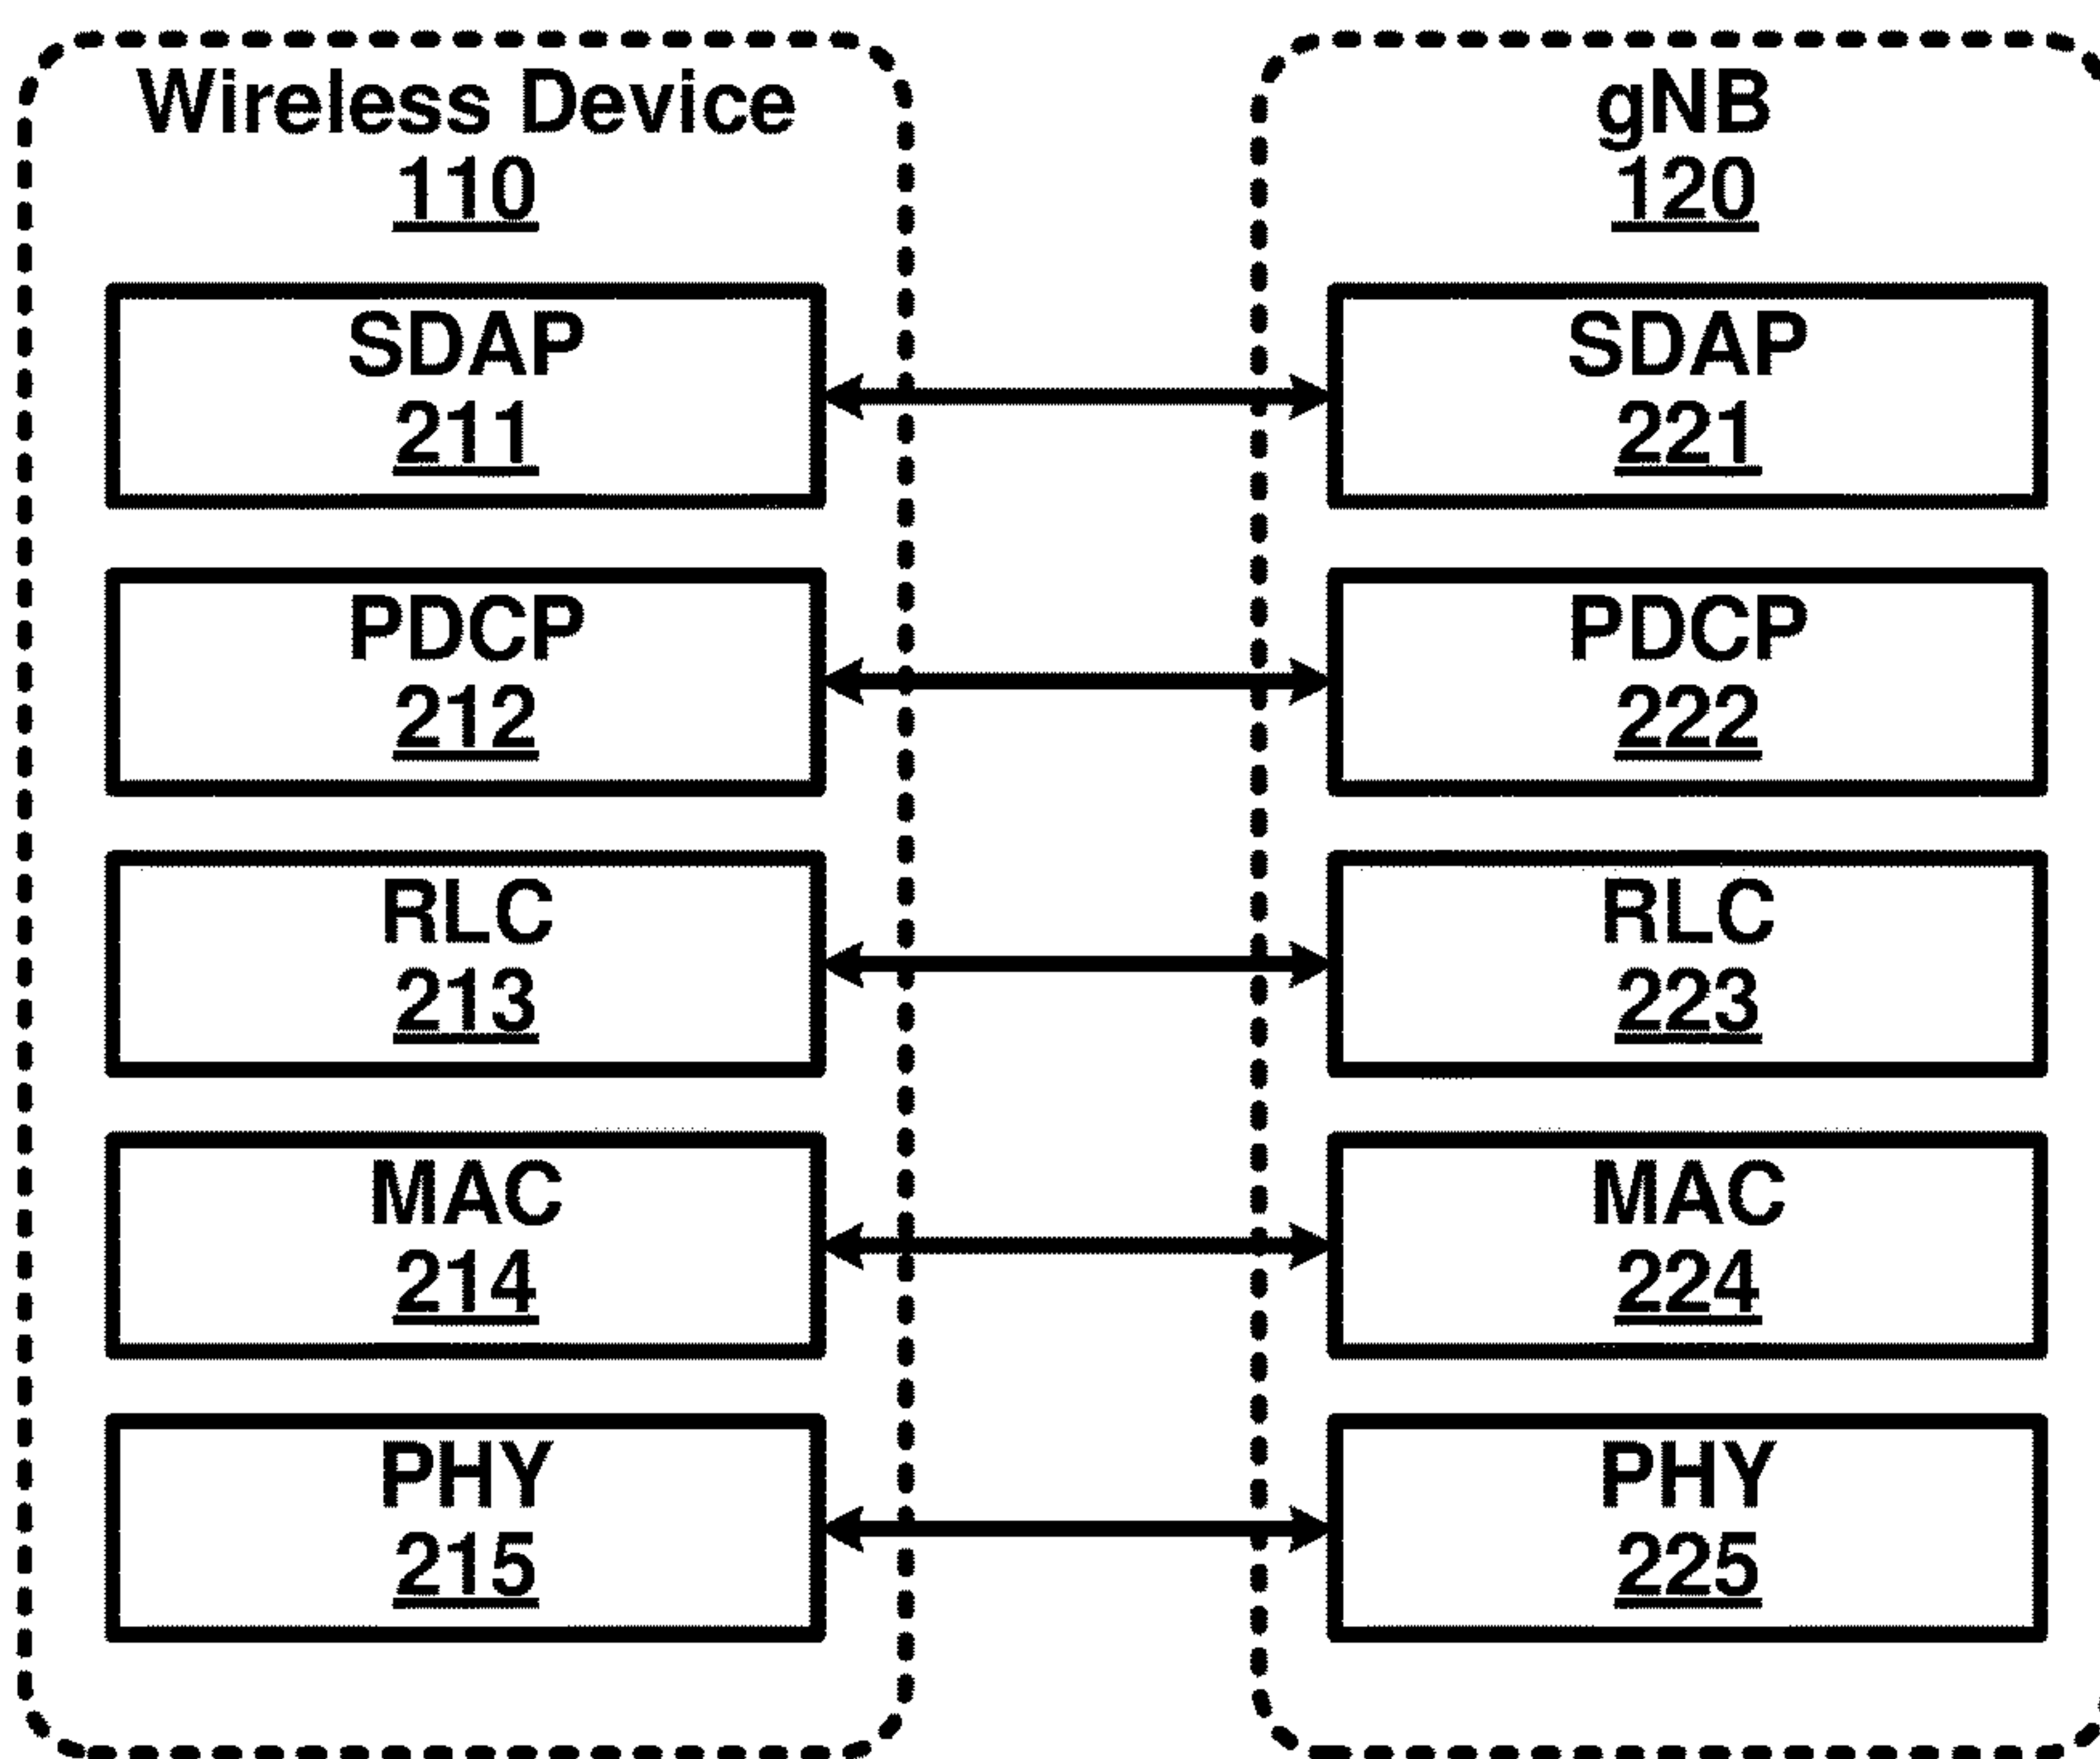 Wireless Device
110
SDAP
211
PDCP
212
RLC
213
MAC
214
PHY
215
gNB
120
SDAP
221
PDCP
222
RLC
223
MAC
224
PHY
225